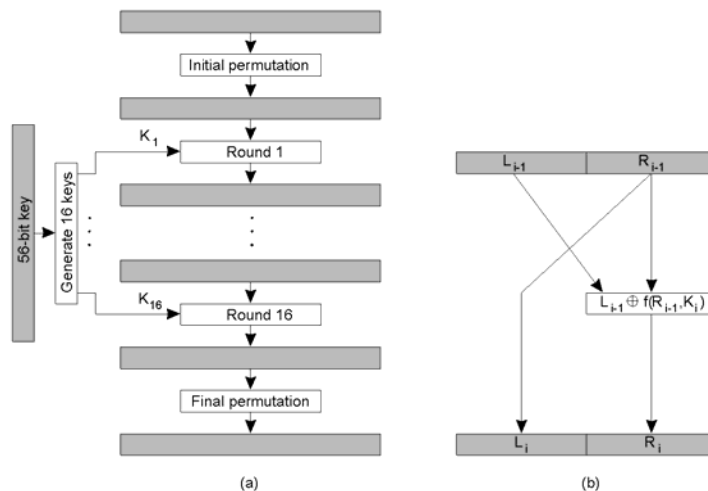 Initial permutation
K1
Round 1
56-bit key
Generate 16 keys
K16
Round 16
Final permutation
(a)
Li-1
Ri-1
Li-1 ⊕ f(Ri-1,Ki)
Li
Ri
(b)